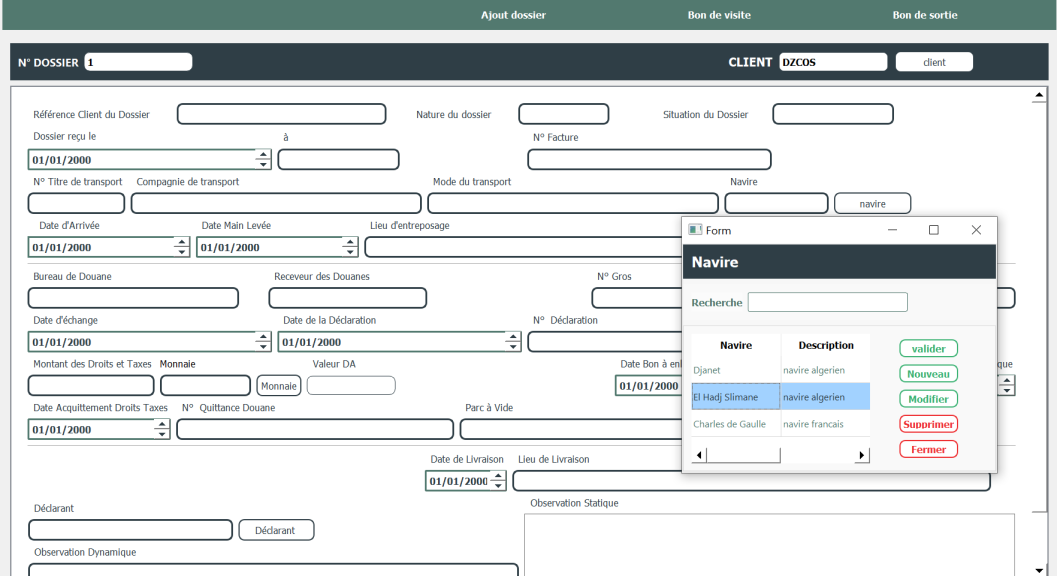 Ajout dossier Bon de visite Bon de sortie
N° DOSSIER 1 CLIENT DZCOS client
Référence Client du Dossier Nature du dossier Situation du Dossier
Dossier reçu le à N° Facture
01/01/2000
N° Titre de transport Compagnie de transport Mode du transport Navire
navire
Date d'Arrivée Date Main Levée Lieu d'entreposage
01/01/2000 01/01/2000
Bureau de Douane Receveur des Douanes N° Gros
Date d'échange Date de la Déclaration N° Déclaration
01/01/2000 01/01/2000
Montant des Droits et Taxes Monnaie Valeur DA Date Bon à enl que
Monnaie 01/01/2000
Date Acquittement Droits Taxes N° Quittance Douane Parc à Vide
01/01/2000
Date de Livraison Lieu de Livraison
01/01/2000
Déclarant Observation Statique
Déclarant
Observation Dynamique
Form
Navire
Recherche
Navire Description
Djanet navire algerien
El Hadj Slimane navire algerien
Charles de Gaulle navire francais
valider
Nouveau
Modifier
Supprimer
Fermer